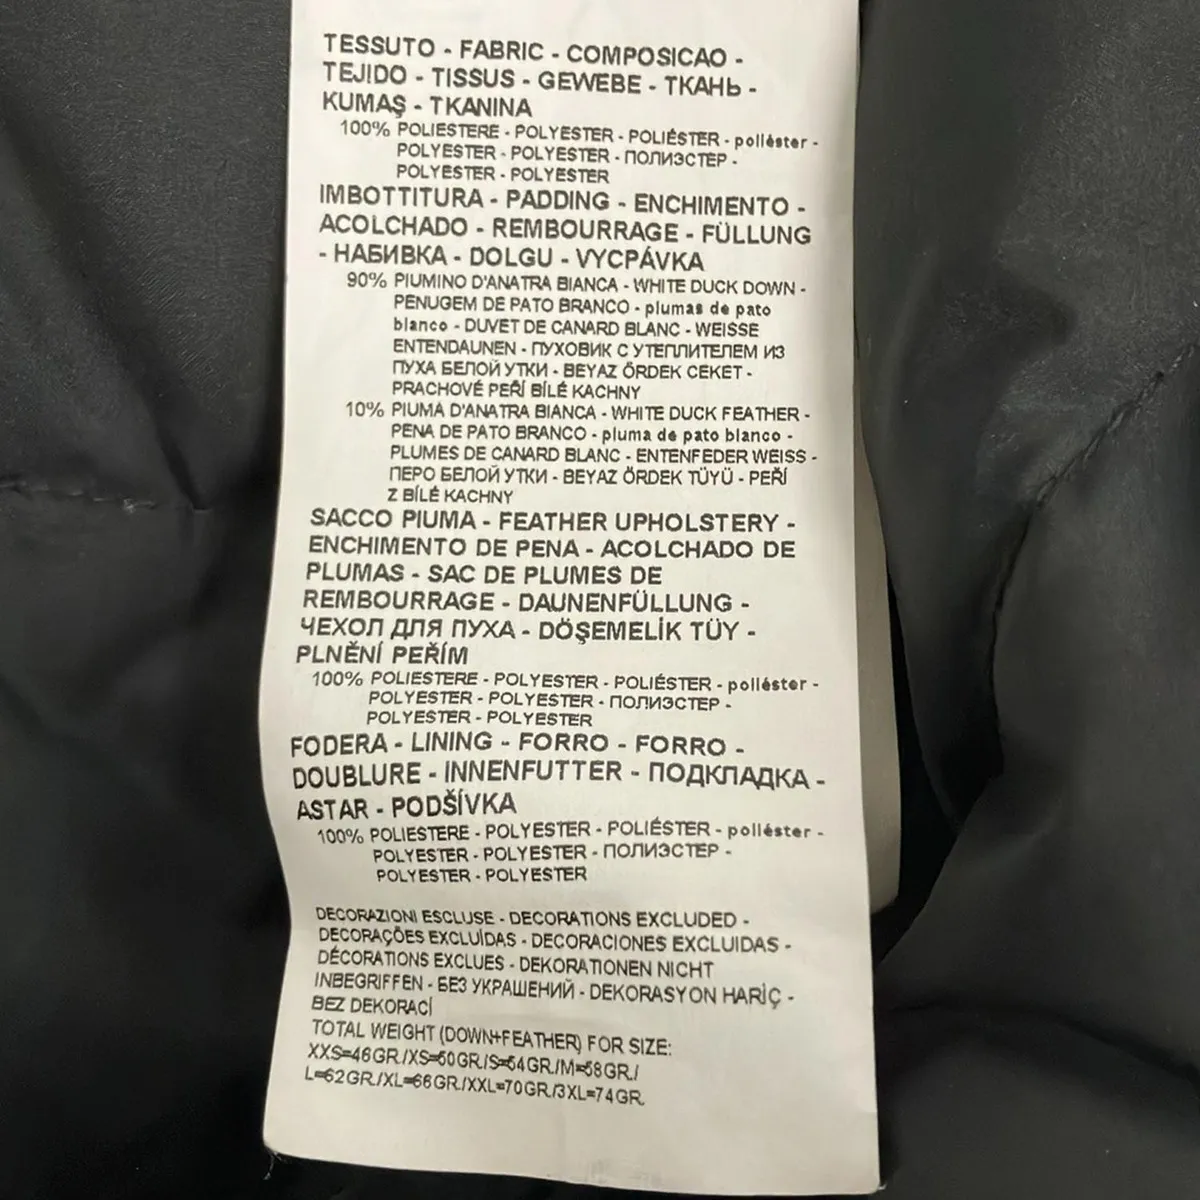 TESSUTO - FABRIC - COMPOSICAO -
TEJIDO - TISSUS - GEWEBE - ТКАНЬ -
KUMAŞ - TKANINA
100% POLIESTERE - POLYESTER - POLIÉSTER - poliéster -
POLYESTER - POLYESTER - ПОЛИЭСТЕР -
POLYESTER - POLYESTER
IMBOTTITURA - PADDING - ENCHIMENTO -
ACOLCHADO - REMBOURRAGE - FÜLLUNG
- НАБИВКА - DOLGU - VYCPÁVKA
90% PIUMINO D'ANATRA BIANCA - WHITE DUCK DOWN -
PENUGEM DE PATO BRANCO - plumas de pato
blanco - DUVET DE CANARD BLANC - WEISSE
ENTENDAUNEN - ПУХОВИК С УТЕПЛИТЕЛЕМ ИЗ
ПУХА БЕЛОЙ УТКИ - BEYAZ ÖRDEK CEKET -
PRACHOVÉ PEŘÍ BÍLÉ KACHNY
10% PIUMA D'ANATRA BIANCA - WHITE DUCK FEATHER -
PENA DE PATO BRANCO - pluma de pato blanco -
PLUMES DE CANARD BLANC - ENTENFEDER WEISS -
ПЕРО БЕЛОЙ УТКИ - BEYAZ ÖRDEK TÜYÜ - PEŘÍ
Z BÍLÉ KACHNY
SACCO PIUMA - FEATHER UPHOLSTERY -
ENCHIMENTO DE PENA - ACOLCHADO DE
PLUMAS - SAC DE PLUMES DE
REMBOURRAGE - DAUNENFÜLLUNG -
ЧЕХОЛ ДЛЯ ПУХА - DÖŞEMELİK TÜY -
PLNĚNÍ PEŘÍM
100% POLIESTERE - POLYESTER - POLIÉSTER - poliéster -
POLYESTER - POLYESTER - ПОЛИЭСТЕР -
POLYESTER - POLYESTER
FODERA - LINING - FORRO - FORRO -
DOUBLURE - INNENFUTTER - ПОДКЛАДКА -
ASTAR - PODŠÍVKA
100% POLIESTERE - POLYESTER - POLIÉSTER - poliéster -
POLYESTER - POLYESTER - ПОЛИЭСТЕР -
POLYESTER - POLYESTER
DECORAZIONI ESCLUSE - DECORATIONS EXCLUDED -
DECORAÇÕES EXCLUÍDAS - DECORACIONES EXCLUIDAS -
DÉCORATIONS EXCLUES - DEKORATIONEN NICHT
INBEGRIFFEN - БЕЗ УКРАШЕНИЙ - DEKORASYON HARİÇ -
BEZ DEKORACÍ
TOTAL WEIGHT (DOWN+FEATHER) FOR SIZE:
XXS=46GR./XS=50GR./S=54GR./M=58GR./
L=62GR./XL=66GR./XXL=70GR./3XL=74GR.